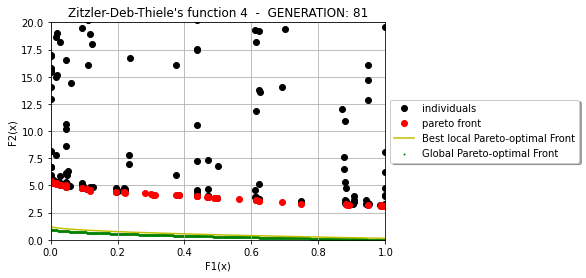 Zitzler-Deb-Thiele's function 4  -  GENERATION: 81
20.0
17.5
15.0
12.5
10.0
7.5
5.0
2.5
0.0
F2(x)
0.0 0.2 0.4 0.6 0.8 1.0
F1(x)
individuals
pareto front
Best local Pareto-optimal Front
Global Pareto-optimal Front